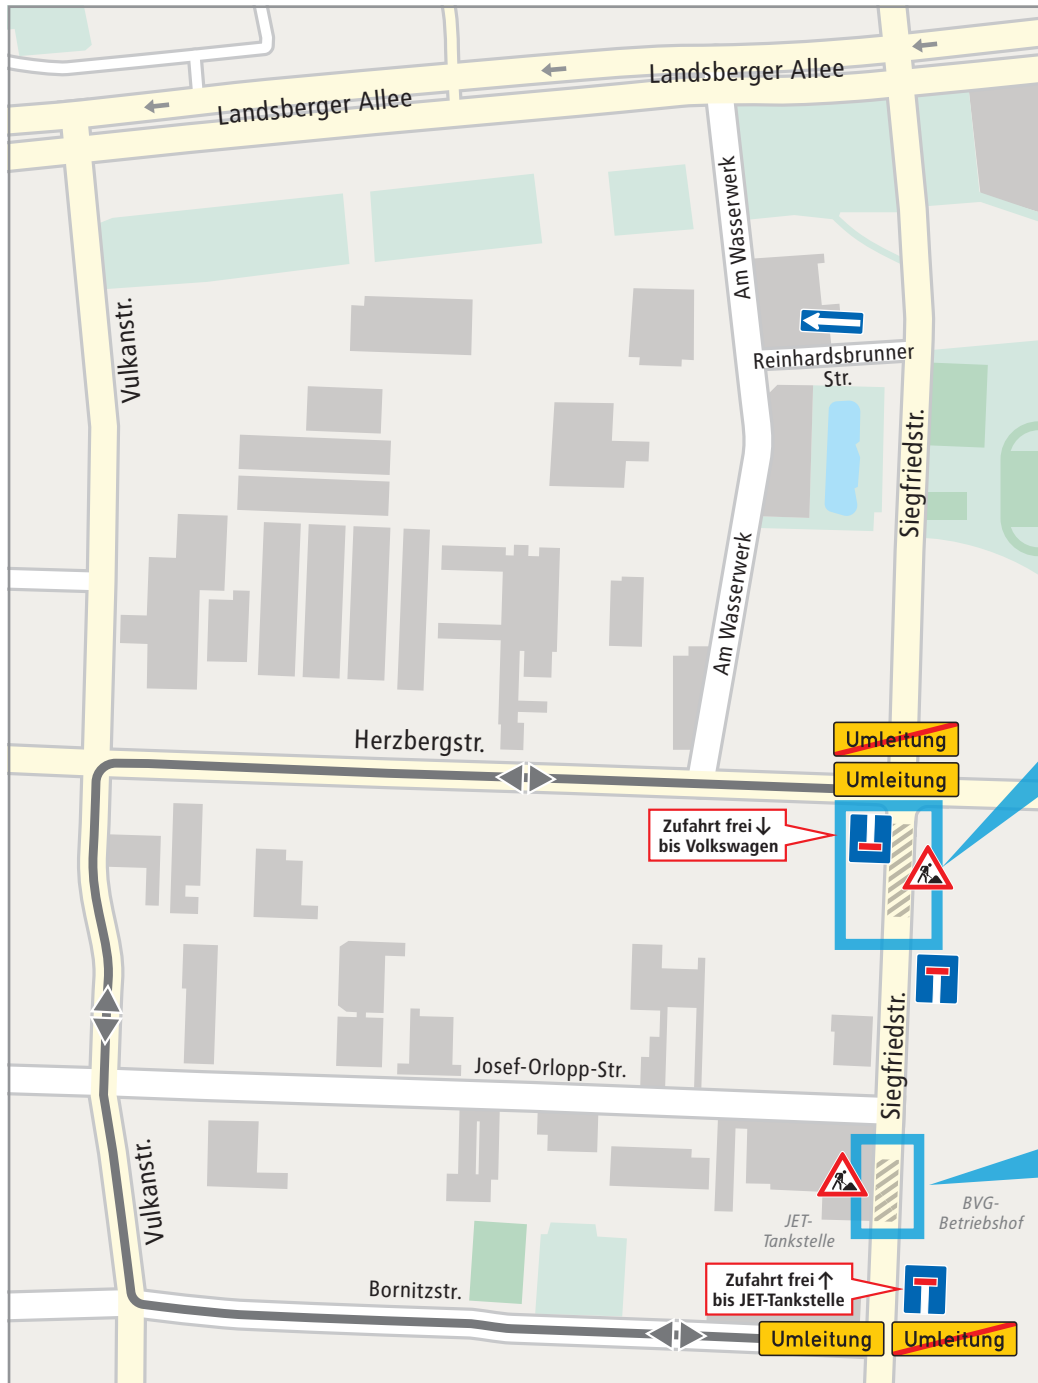 Landsberger Allee
Landsberger Allee
Am Wasserwerk
Vulkanstr.
Reinhardsbrunner
Str.
Siegfriedstr.
Am Wasserwerk
Herzbergstr.
Umleitung
Umleitung
Zufahrt frei ↓
bis Volkswagen
Siegfriedstr.
Josef-Orlopp-Str.
Vulkanstr.
JET-
Tankstelle
BVG-
Betriebshof
Bornitzstr.
Zufahrt frei ↑
bis JET-Tankstelle
Umleitung
Umleitung